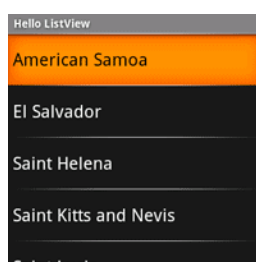 Hello ListView
American Samoa
El Salvador
Saint Helena
Saint Kitts and Nevis